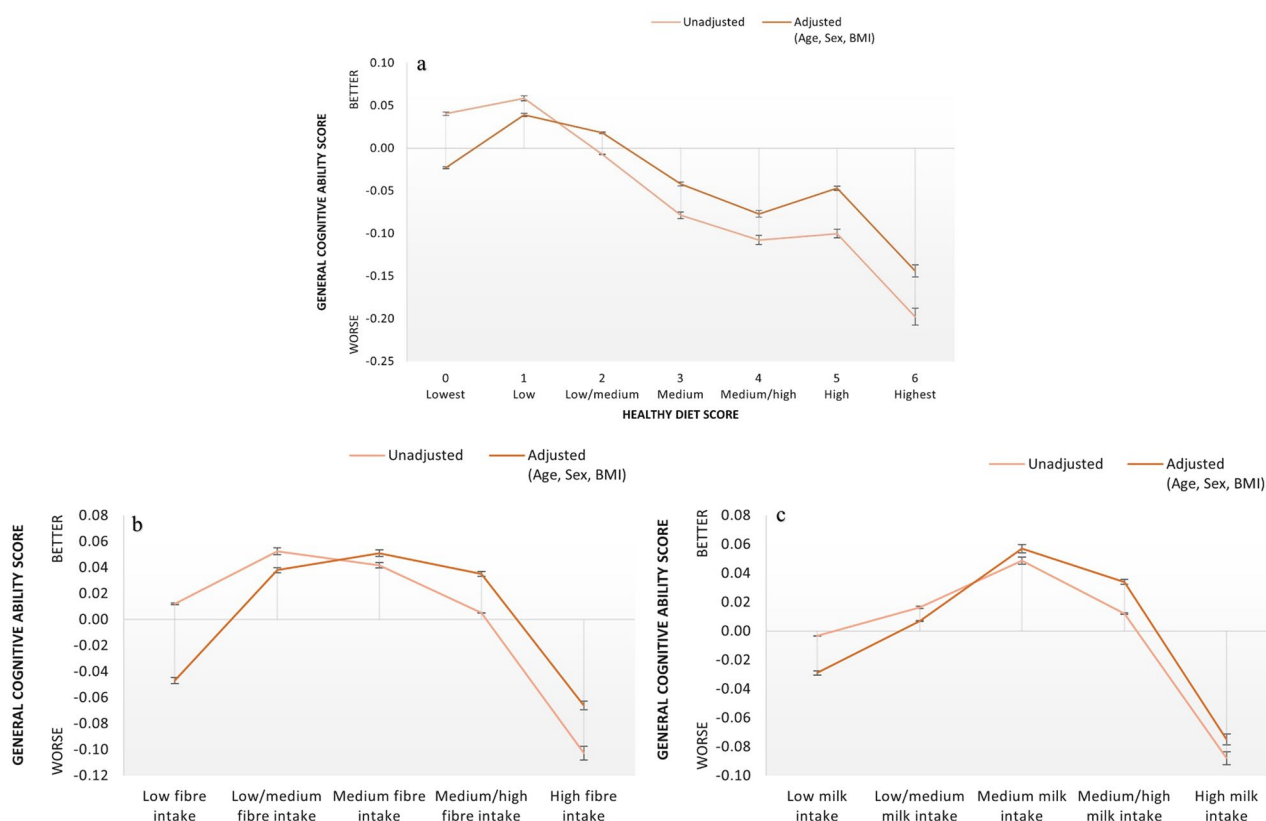 Unadjusted Adjusted
(Age, Sex, BMI)
a
GENERAL COGNITIVE ABILITY SCORE
BETTER
WORSE
0.10
0.05
0.00
-0.05
-0.10
-0.15
-0.20
-0.25
0 1 2 3 4 5 6
Lowest Low Low/medium Medium Medium/high High Highest
HEALTHY DIET SCORE
Unadjusted Adjusted
(Age, Sex, BMI)
b
GENERAL COGNITIVE ABILITY SCORE
BETTER
WORSE
0.08
0.06
0.04
0.02
0.00
-0.02
-0.04
-0.06
-0.08
-0.10
-0.12
Low fibre Low/medium Medium fibre Medium/high High fibre
intake fibre intake intake fibre intake intake
Unadjusted Adjusted
(Age, Sex, BMI)
c
GENERAL COGNITIVE ABILITY SCORE
BETTER
WORSE
0.08
0.06
0.04
0.02
0.00
-0.02
-0.04
-0.06
-0.08
-0.10
Low milk Low/medium Medium milk Medium/high High milk
intake milk intake intake milk intake intake